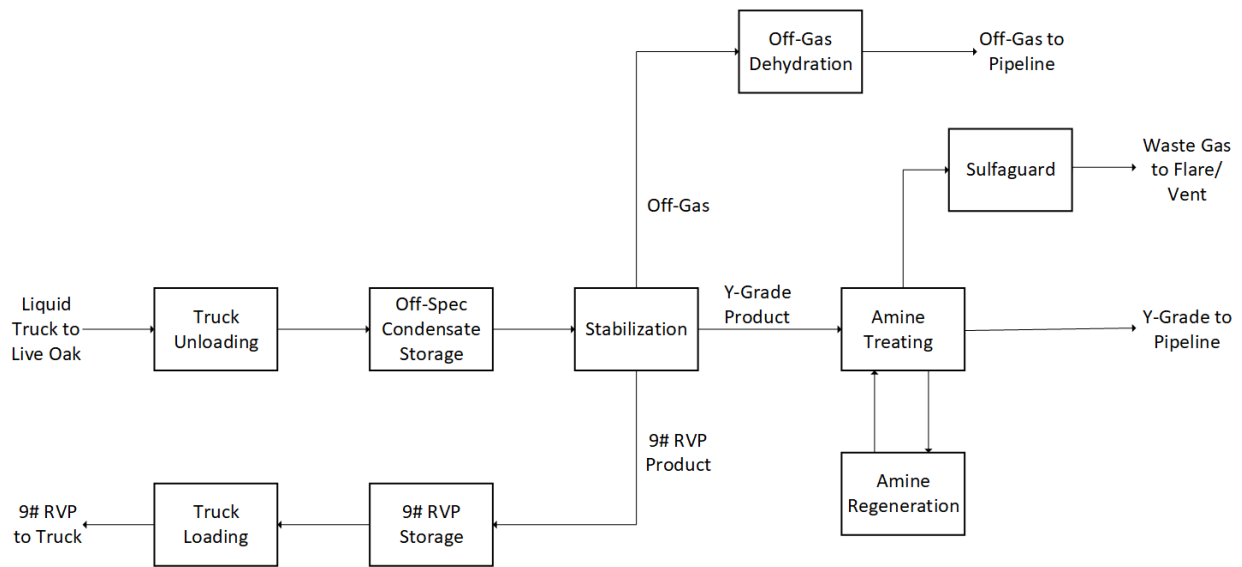 Off-Gas
Dehydration
Off-Gas to
Pipeline
Sulfaguard
Waste Gas
to Flare/
Vent
Off-Gas
Liquid
Truck to
Live Oak
Truck
Unloading
Off-Spec
Condensate
Storage
Stabilization
Y-Grade
Product
Amine
Treating
Y-Grade to
Pipeline
9# RVP
Product
Amine
Regeneration
9# RVP
to Truck
Truck
Loading
9# RVP
Storage